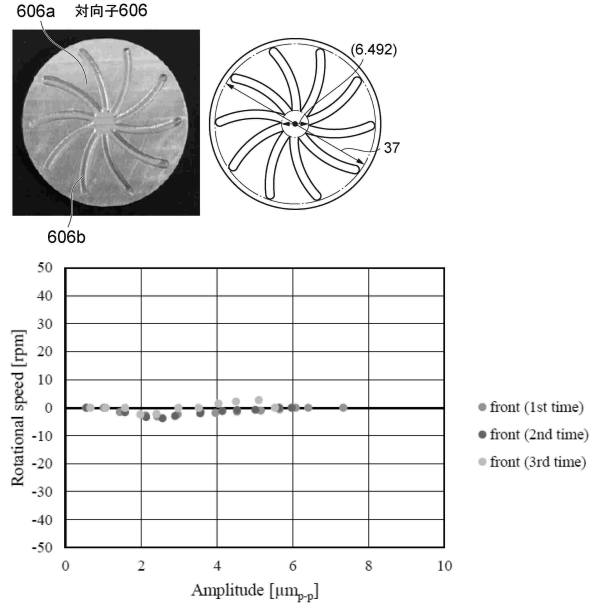 606a 対向子606
(6.492)
37
606b
50
40
30
20
10
0
-10
-20
-30
-40
-50
Rotational speed [rpm]
0 2 4 6 8 10
Amplitude [μmp-p]
front (1st time)
front (2nd time)
front (3rd time)